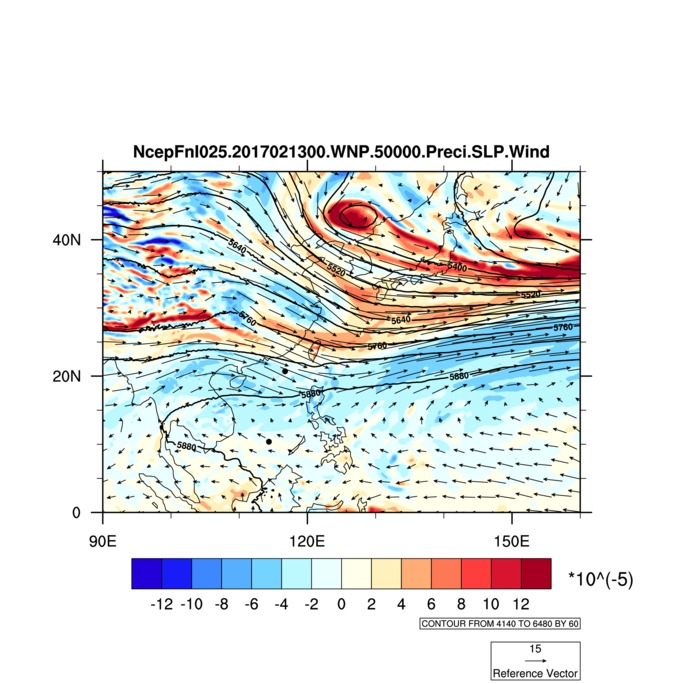 NcepFnl025.2017021300.WNP.50000.Preci.SLP.Wind
40N
20N
0
90E 120E 150E
5640
5520
5400
5520
5760
5640
5760
5760
5880
5880
5880
-12 -10 -8 -6 -4 -2 0 2 4 6 8 10 12
*10^(-5)
CONTOUR FROM 4140 TO 6480 BY 60
15
Reference Vector